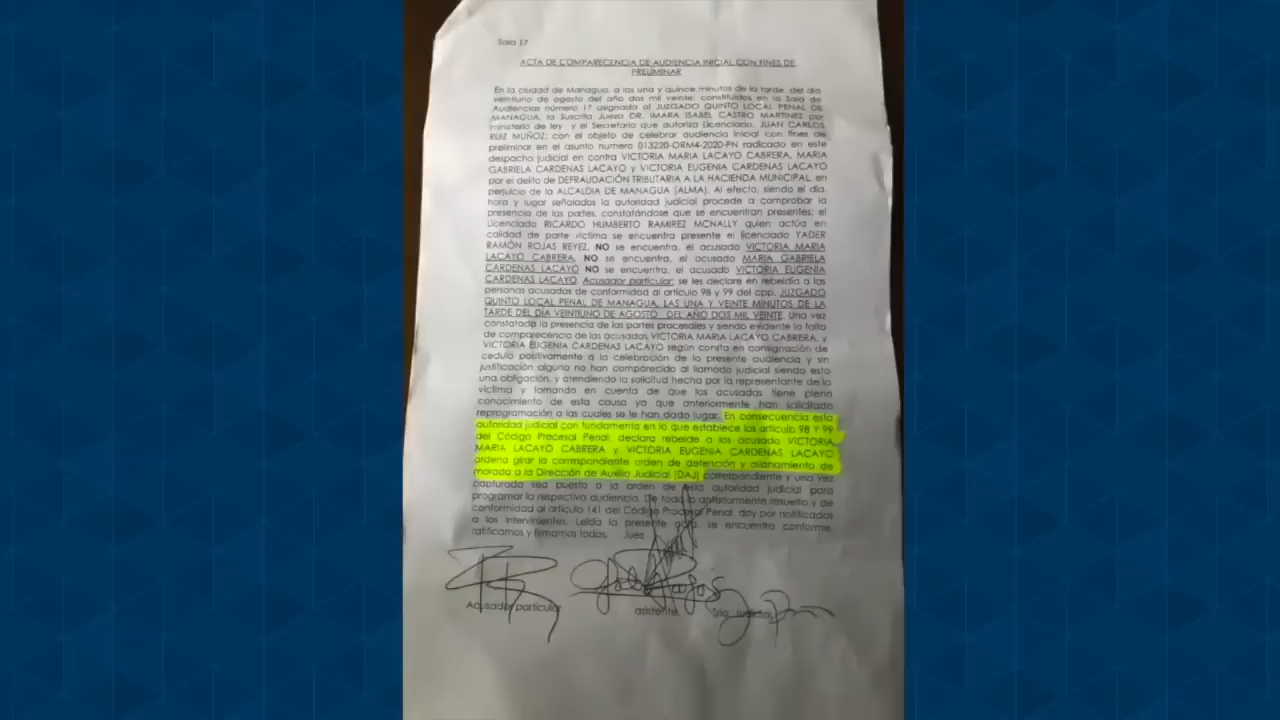 Sala 17
ACTA DE COMPARECENCIA DE AUDIENCIA INICIAL CON FINES DE
PRELIMINAR
En la ciudad de Managua, a las una y quince minutos de la tarde, del día
veintiuno de agosto del año dos mil veinte; constituidos en la Sala de
Audiencias número 17 asignada al JUZGADO QUINTO LOCAL PENAL DE
MANAGUA, la Suscrita Jueza DR. IMARA ISABEL CASTRO MARTINES por
ministerio de ley y el Secretario que autoriza Licenciado, JUAN CARLOS
RUIZ MUÑOZ; con el objeto de celebrar audiencia inicial con fines de
preliminar en el asunto numero 013220-ORM4-2020-PN radicado en este
despacho judicial en contra VICTORIA MARIA LACAYO CABRERA, MARIA
GABRIELA CARDENAS LACAYO y VICTORIA EUGENIA CARDENAS LACAYO
por el delito de DEFRAUDACIÓN TRIBUTARIA A LA HACIENDA MUNICIPAL, en
perjuicio de la ALCALDIA DE MANAGUA (ALMA). Al efecto, siendo el día,
hora y lugar señalados la autoridad judicial procede a comprobar la
presencia de las partes, constatándose que se encuentran presentes: el
Licenciado RICARDO HUMBERTO RAMIREZ MCNALLY quien actúa en
calidad de parte víctima se encuentra presente el licenciado YADER
RAMÓN ROJAS REYEZ, NO se encuentra, el acusado VICTORIA MARIA
LACAYO CABRERA, NO se encuentra, el acusado MARIA GABRIELA
CARDENAS LACAYO NO se encuentra, el acusado VICTORIA EUGENIA
CARDENAS LACAYO. Acusador particular: se les declare en rebeldía a las
personas acusadas de conformidad al artículo 98 y 99 del cpp. JUZGADO
QUINTO LOCAL PENAL DE MANAGUA, LAS UNA Y VEINTE MINUTOS DE LA
TARDE DEL DÍA VEINTIUNO DE AGOSTO DEL AÑO DOS MIL VEINTE. Una vez
constatada la presencia de las partes procesales y siendo evidente la falta
de comparecencia de las acusadas VICTORIA MARIA LACAYO CABRERA, y
VICTORIA EUGENIA CARDENAS LACAYO según consta en consignación de
cedula positivamente a la celebración de la presente audiencia y sin
justificación alguno no han comparecido al llamado judicial siendo esto
una obligación, y atendiendo la solicitud hecha por la representante de la
víctima y tomando en cuenta de que las acusadas tiene plena
conocimiento de esta causa ya que anteriormente han solicitado
reprogramación a las cuales se le han dado lugar. En consecuencia esta
autoridad judicial con fundamento en lo que establece los artículo 98 Y 99
del Código Procesal Penal, declara rebelde a los acusado VICTORIA
MARIA LACAYO CABRERA y VICTORIA EUGENIA CARDENAS LACAYO
ordena girar la correspondiente orden de detención y allanamiento de
morada a la Dirección de Auxilio Judicial (DAJ) correspondiente y una vez
capturado sea puesto a la orden de esta autoridad judicial para
programar la respectiva audiencia. De todo lo anteriormente resuelto y de
conformidad al artículo 141 del Código Procesal Penal, doy por notificados
a los intervinientes. Leída la presente acta, se encuentra conforme,
ratificamos y firmamos todos. Juez
Acusador particular asistente Srio. judicial